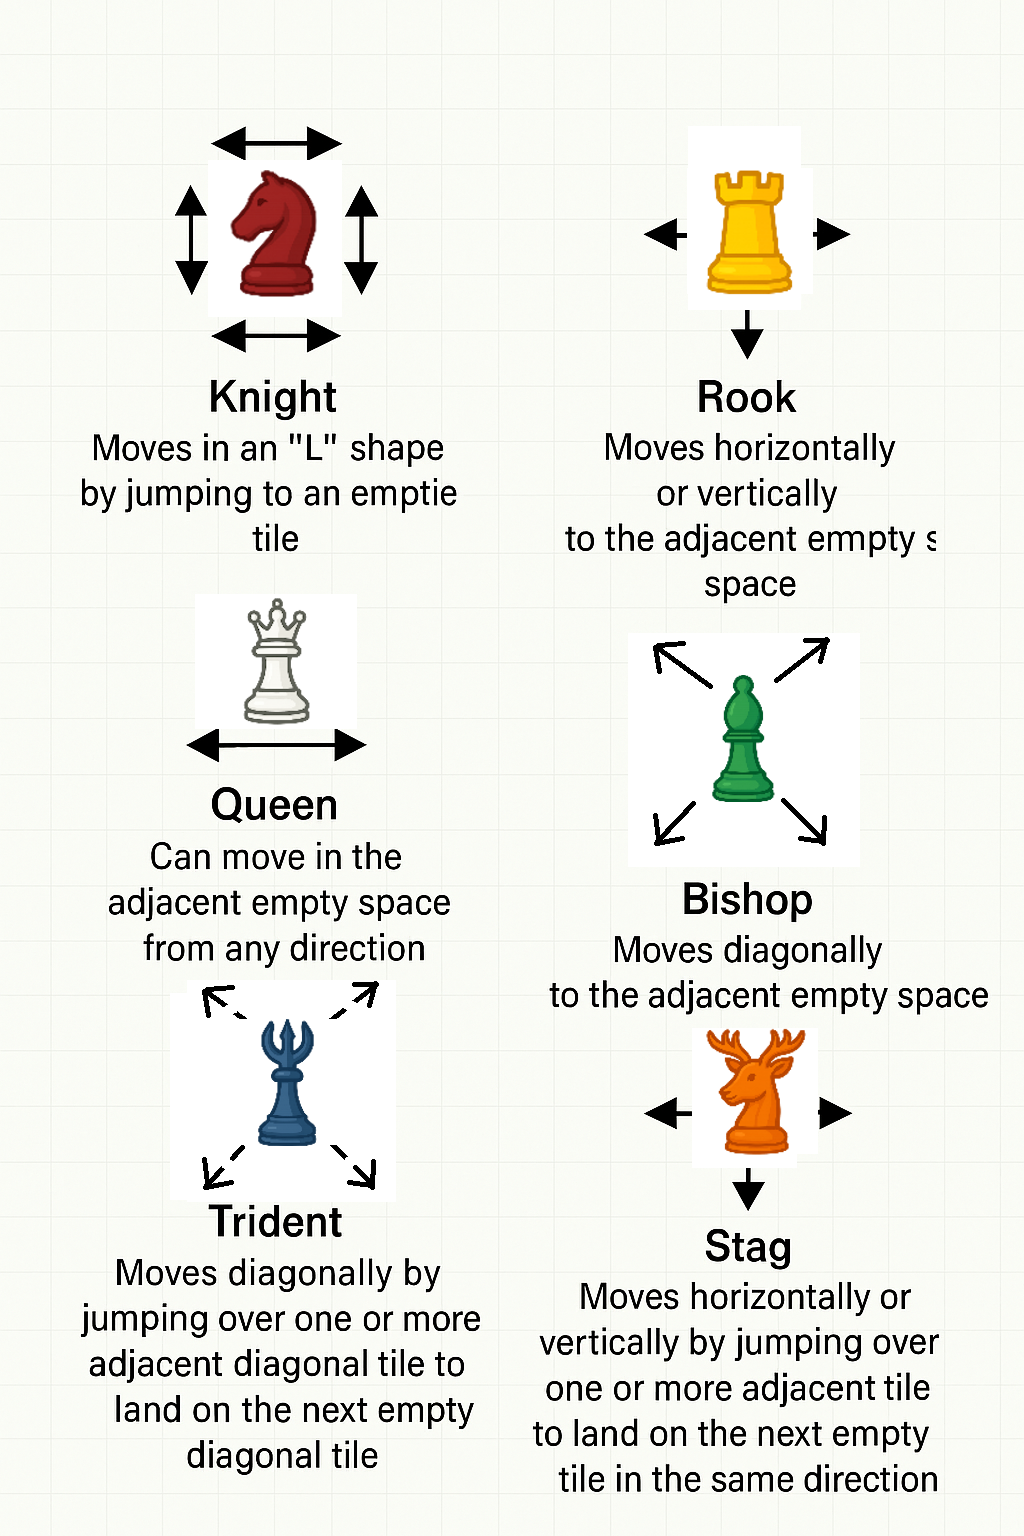 Knight
Moves in an "L" shape
by jumping to an emptie
tile
Rook
Moves horizontally
or vertically
to the adjacent empty s
space
Queen
Can move in the
adjacent empty space
from any direction
Bishop
Moves diagonally
to the adjacent empty space
Trident
Moves diagonally by
jumping over one or more
adjacent diagonal tile to
land on the next empty
diagonal tile
Stag
Moves horizontally or
vertically by jumping over
one or more adjacent tile
to land on the next empty
tile in the same direction